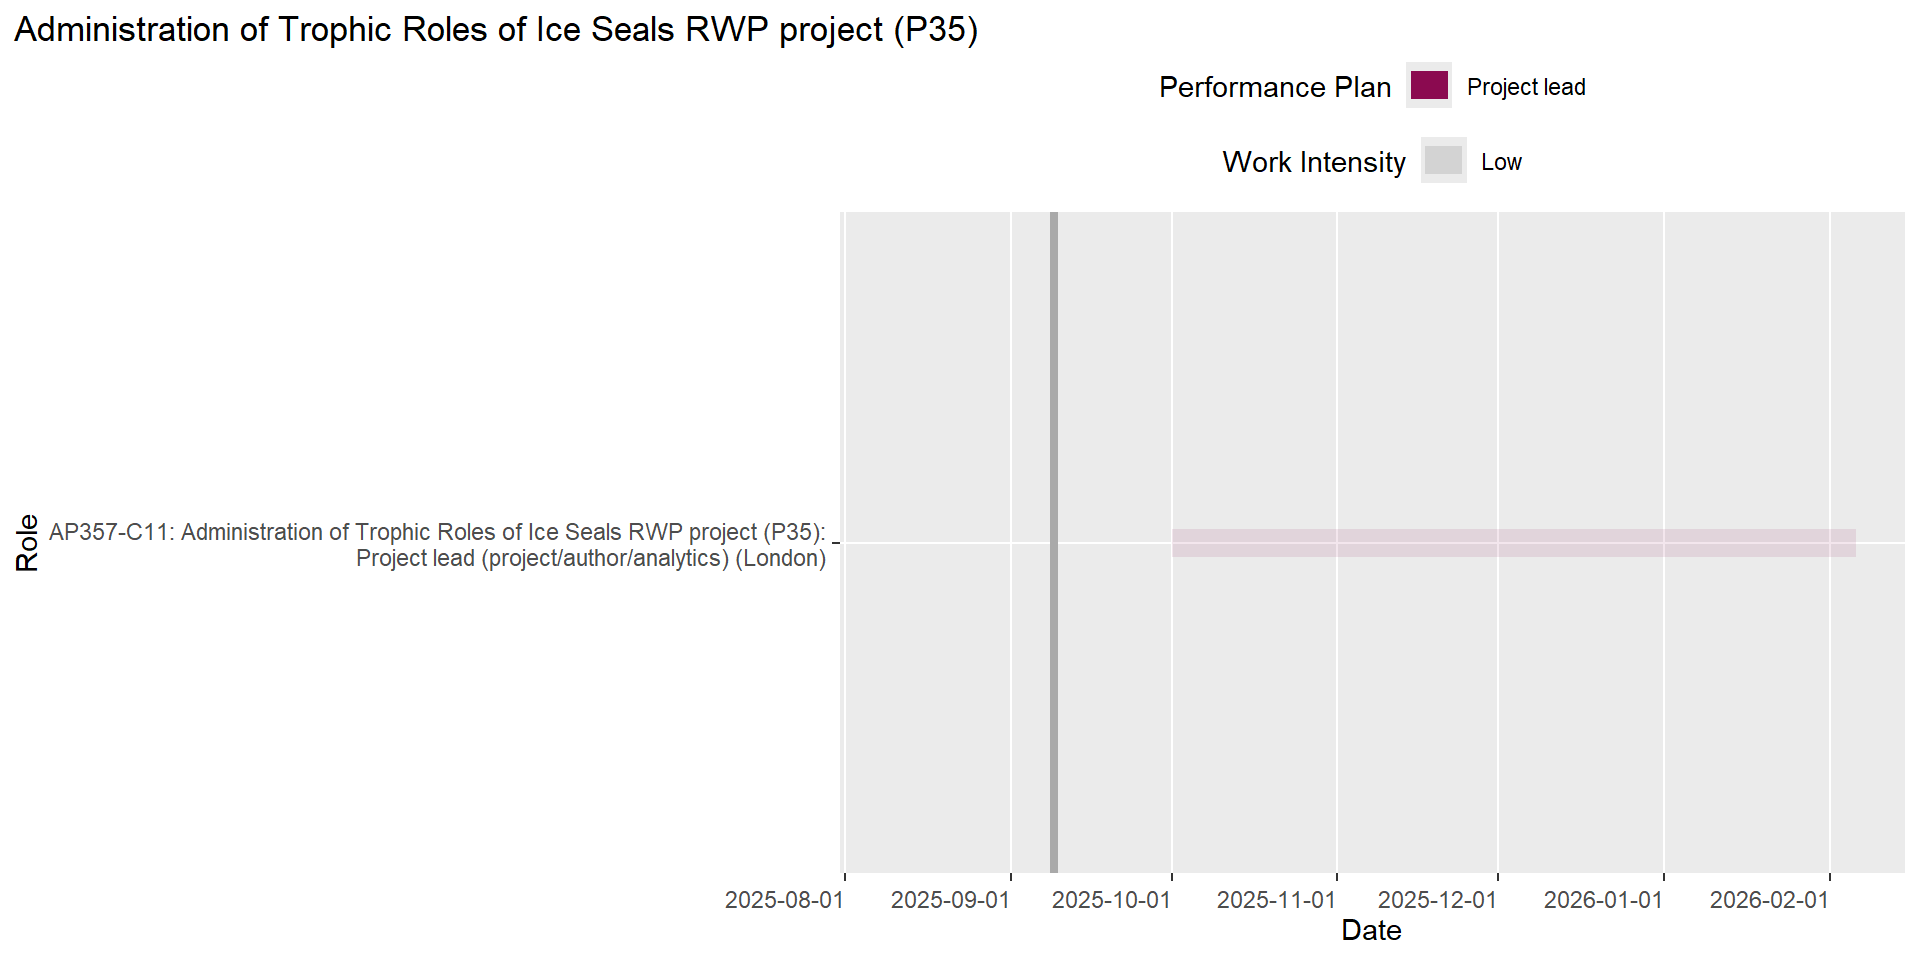 Administration of Trophic Roles of Ice Seals RWP project (P35)
Performance Plan
Project lead
Work Intensity
Low
Role
AP357-C11: Administration of Trophic Roles of Ice Seals RWP project (P35):
Project lead (project/author/analytics) (London)
2025-08-01
2025-09-01
2025-10-01
2025-11-01
2025-12-01
2026-01-01
2026-02-01
Date